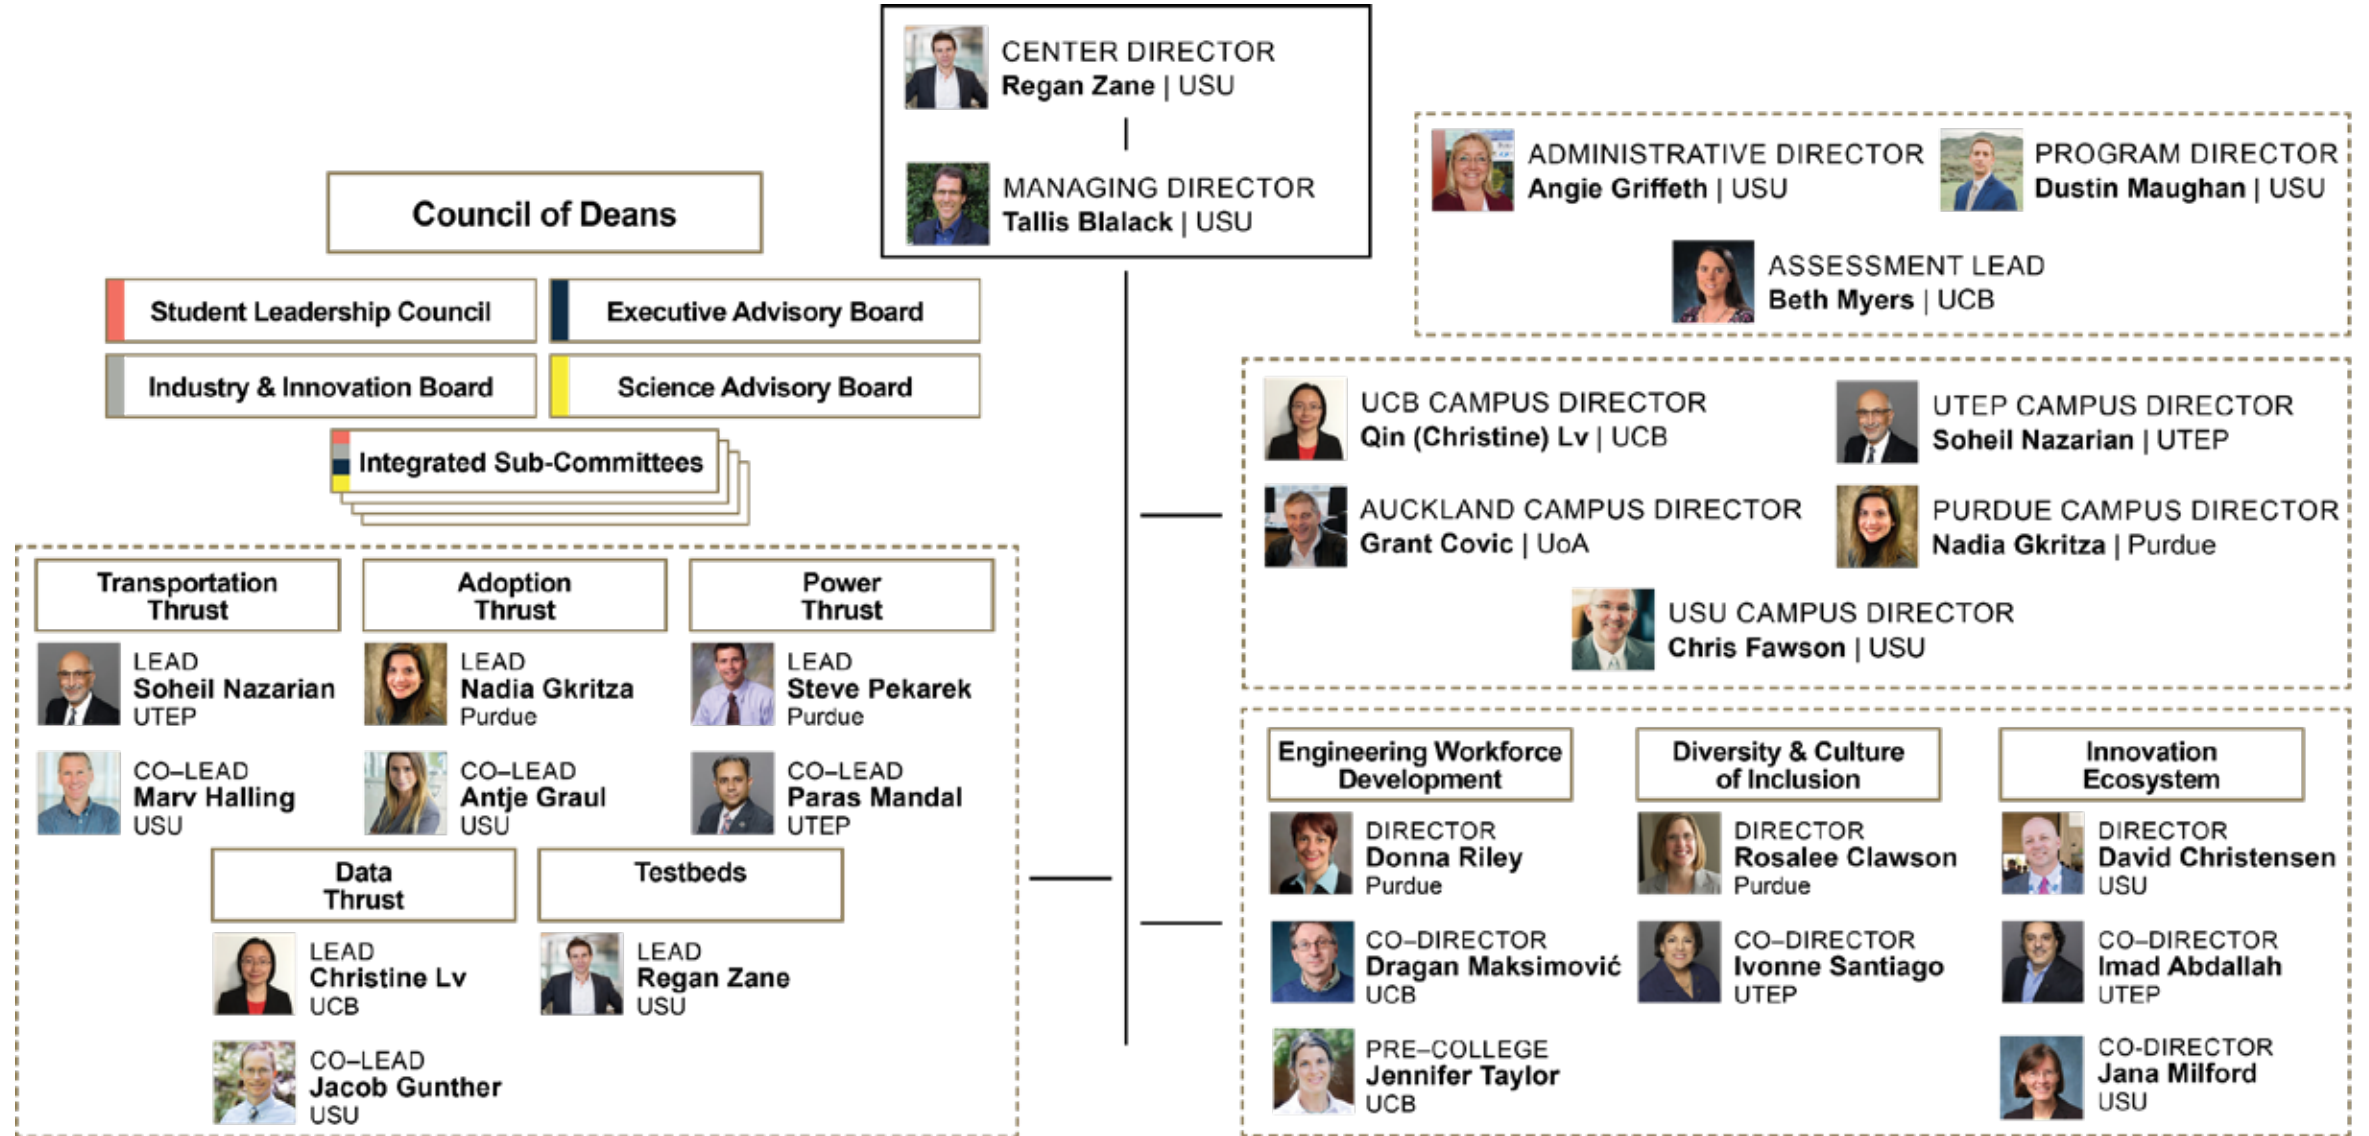 CENTER DIRECTOR
Regan Zane | USU
MANAGING DIRECTOR
Tallis Blalack | USU
ADMINISTRATIVE DIRECTOR
Angie Griffeth | USU
PROGRAM DIRECTOR
Dustin Maughan | USU
ASSESSMENT LEAD
Beth Myers | UCB
Council of Deans
Student Leadership Council
Executive Advisory Board
Industry & Innovation Board
Science Advisory Board
Integrated Sub-Committees
UCB CAMPUS DIRECTOR
Qin (Christine) Lv | UCB
UTEP CAMPUS DIRECTOR
Soheil Nazarian | UTEP
AUCKLAND CAMPUS DIRECTOR
Grant Covic | UoA
PURDUE CAMPUS DIRECTOR
Nadia Gkritza | Purdue
USU CAMPUS DIRECTOR
Chris Fawson | USU
Transportation
Thrust
LEAD
Soheil Nazarian
UTEP
CO–LEAD
Marv Halling
USU
Adoption
Thrust
LEAD
Nadia Gkritza
Purdue
CO–LEAD
Antje Graul
USU
Power
Thrust
LEAD
Steve Pekarek
Purdue
CO–LEAD
Paras Mandal
UTEP
Data
Thrust
LEAD
Christine Lv
UCB
CO–LEAD
Jacob Gunther
USU
Testbeds
LEAD
Regan Zane
USU
Engineering Workforce
Development
DIRECTOR
Donna Riley
Purdue
CO–DIRECTOR
Dragan Maksimović
UCB
PRE–COLLEGE
Jennifer Taylor
UCB
Diversity & Culture
of Inclusion
DIRECTOR
Rosalee Clawson
Purdue
CO–DIRECTOR
Ivonne Santiago
UTEP
Innovation
Ecosystem
DIRECTOR
David Christensen
USU
CO–DIRECTOR
Imad Abdallah
UTEP
CO-DIRECTOR
Jana Milford
USU